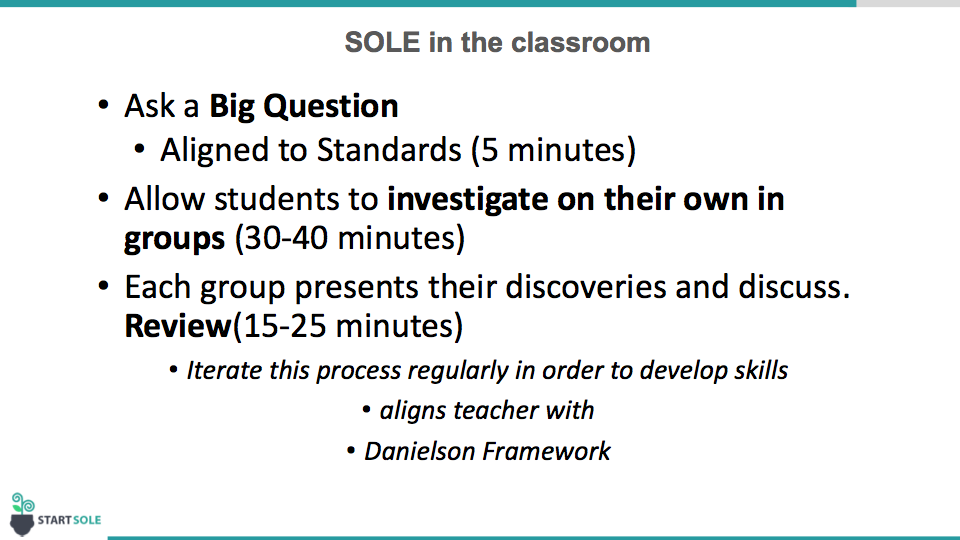 SOLE in the classroom
• Ask a Big Question
• Aligned to Standards (5 minutes)
• Allow students to investigate on their own in
groups (30-40 minutes)
• Each group presents their discoveries and discuss.
Review(15-25 minutes)
• Iterate this process regularly in order to develop skills
• aligns teacher with
• Danielson Framework
STARTSOLE